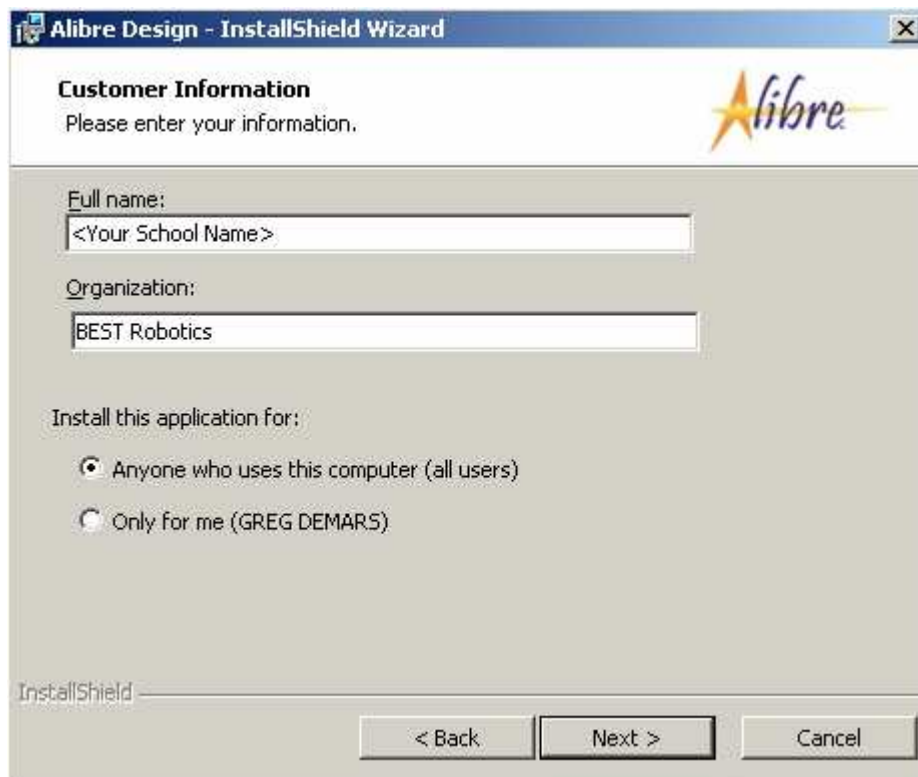 Alibre Design - InstallShield Wizard
Customer Information
Please enter your information.
Alibre
Full name:
<Your School Name>
Organization:
BEST Robotics
Install this application for:
Anyone who uses this computer (all users)
Only for me (GREG DEMARS)
InstallShield
< Back
Next >
Cancel